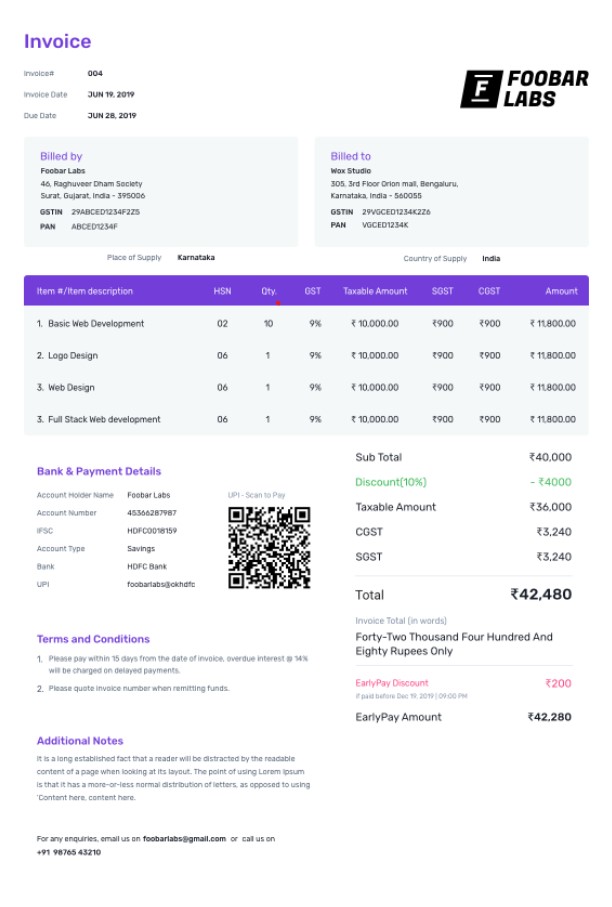 Invoice
Invoice# 004
Invoice Date JUN 19, 2019
Due Date JUN 28, 2019
FOOBAR
LABS
Billed by
Foobar Labs
46, Raghuveer Dham Society
Surat, Gujarat, India - 395006
GSTIN 29ABCED1234F2Z5
PAN ABCED1234F
Billed to
Wox Studio
305, 3rd Floor Orion mall, Bengaluru,
Karnataka, India - 560055
GSTIN 29VGCED1234K2Z6
PAN VGCED1234K
Place of Supply Karnataka
Country of Supply India
Item #/Item description HSN Qty. GST Taxable Amount SGST CGST Amount
1. Basic Web Development 02 10 9% ₹ 10,000.00 ₹900 ₹900 ₹ 11,800.00
2. Logo Design 06 1 9% ₹ 10,000.00 ₹900 ₹900 ₹ 11,800.00
3. Web Design 06 1 9% ₹ 10,000.00 ₹900 ₹900 ₹ 11,800.00
3. Full Stack Web development 06 1 9% ₹ 10,000.00 ₹900 ₹900 ₹ 11,800.00
Bank & Payment Details
Account Holder Name Foobar Labs
Account Number 45366287987
IFSC HDFC0018159
Account Type Savings
Bank HDFC Bank
UPI foobarlabs@okhdfc
UPI - Scan to Pay
Sub Total ₹40,000
Discount(10%) - ₹4000
Taxable Amount ₹36,000
CGST ₹3,240
SGST ₹3,240
Total ₹42,480
Invoice Total (in words)
Forty-Two Thousand Four Hundred And
Eighty Rupees Only
EarlyPay Discount ₹200
if paid before Dec 19, 2019 | 09:00 PM
EarlyPay Amount ₹42,280
Terms and Conditions
1. Please pay within 15 days from the date of invoice, overdue interest @ 14%
will be charged on delayed payments.
2. Please quote invoice number when remitting funds.
Additional Notes
It is a long established fact that a reader will be distracted by the readable
content of a page when looking at its layout. The point of using Lorem Ipsum
is that it has a more-or-less normal distribution of letters, as opposed to using
'Content here, content here.
For any enquiries, email us on foobarlabs@gmail.com or call us on
+91 98765 43210